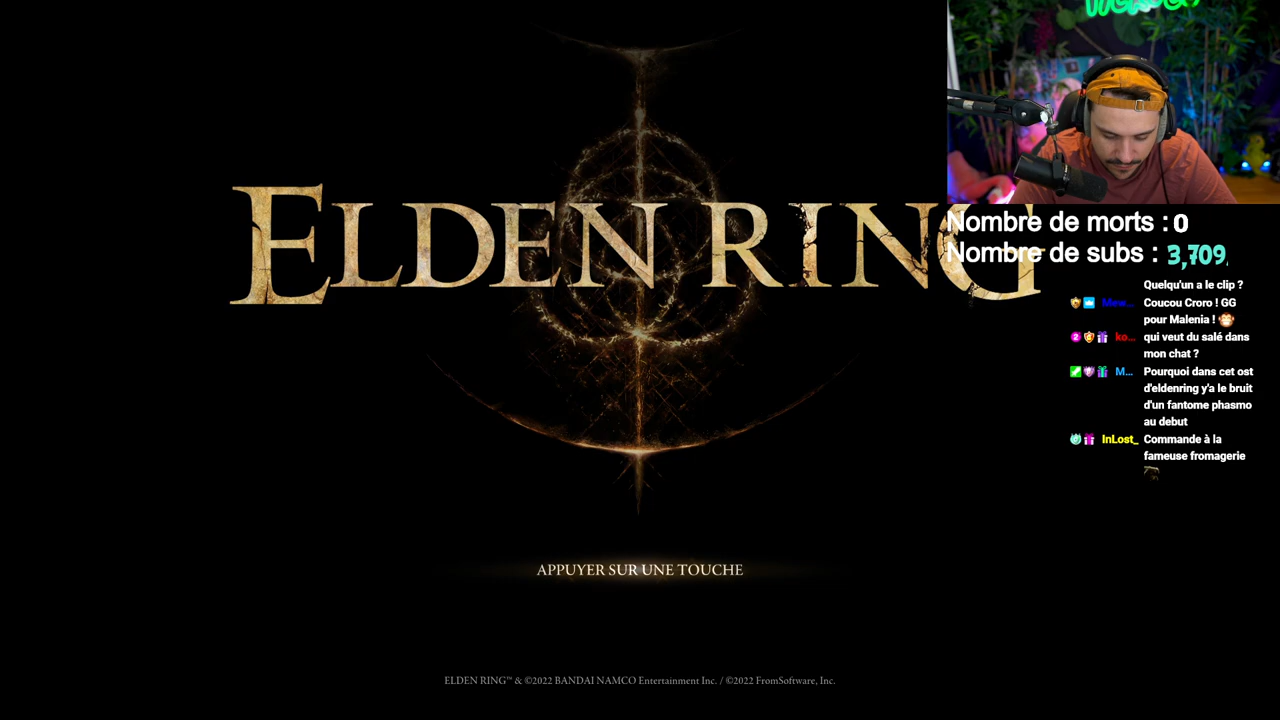 ELDEN RING
Nombre de morts : 0
Nombre de subs : 3,709
Quelqu'un a le clip ?
Mew... Coucou Croro ! GG
pour Malenia !
2 ko... qui veut du salé dans
mon chat ?
M... Pourquoi dans cet ost
d'eldenring y'a le bruit
d'un fantome phasmo
au debut
InLost_ Commande à la
fameuse fromagerie
APPUYER SUR UNE TOUCHE
ELDEN RING™ & ©2022 BANDAI NAMCO Entertainment Inc. / ©2022 FromSoftware, Inc.